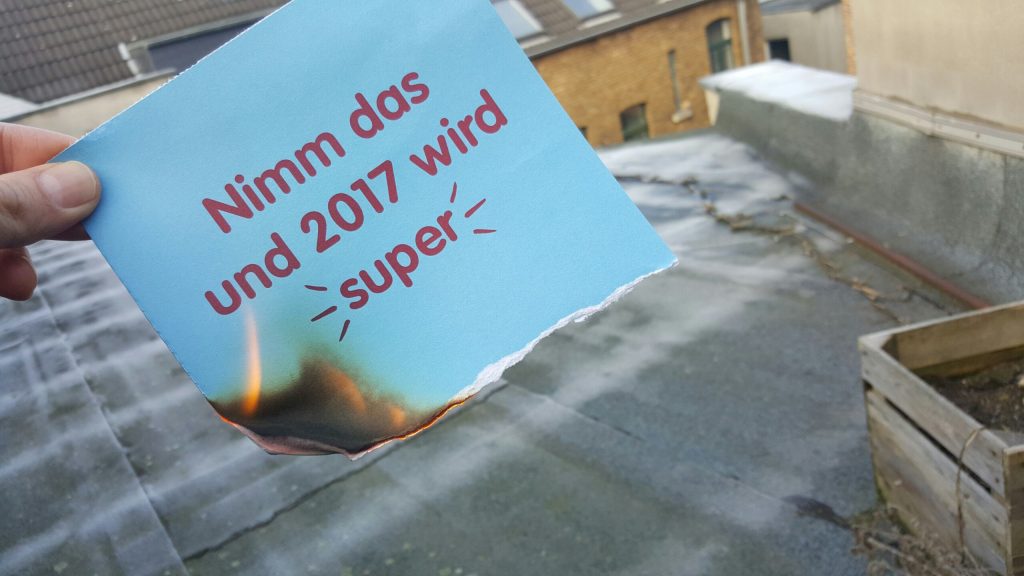 Nimm das
und 2017 wird
super